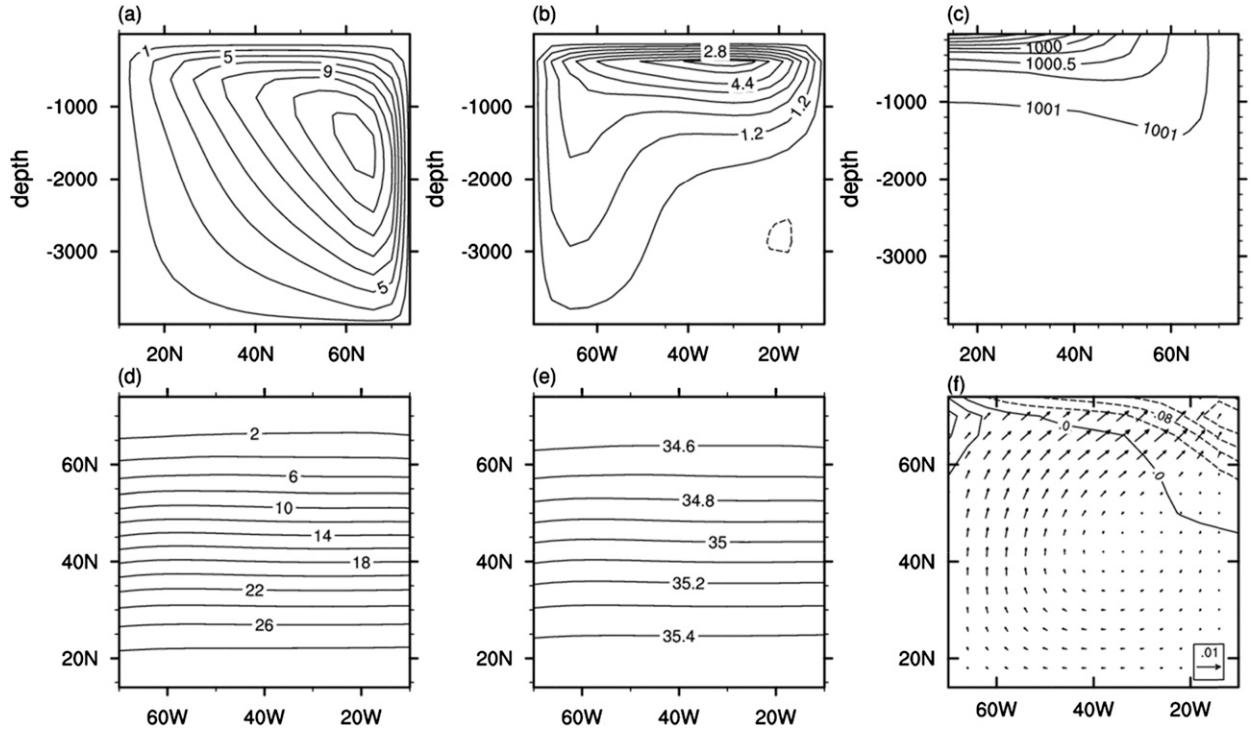 (a)
(b)
(c)
1
5
9
5
2.8
4.4
1.2
1.2
1000
1000.5
1001
1001
depth
-1000
-2000
-3000
depth
-1000
-2000
-3000
depth
-1000
-2000
-3000
20N 40N 60N
60W 40W 20W
20N 40N 60N
(d)
(e)
(f)
2
6
10
14
18
22
26
34.6
34.8
35
35.2
35.4
.08
.0
.0
.01
60N
40N
20N
60N
40N
20N
60N
40N
20N
60W 40W 20W
60W 40W 20W
60W 40W 20W